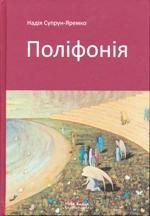 Надія Супрун-Яремко
Поліфонія